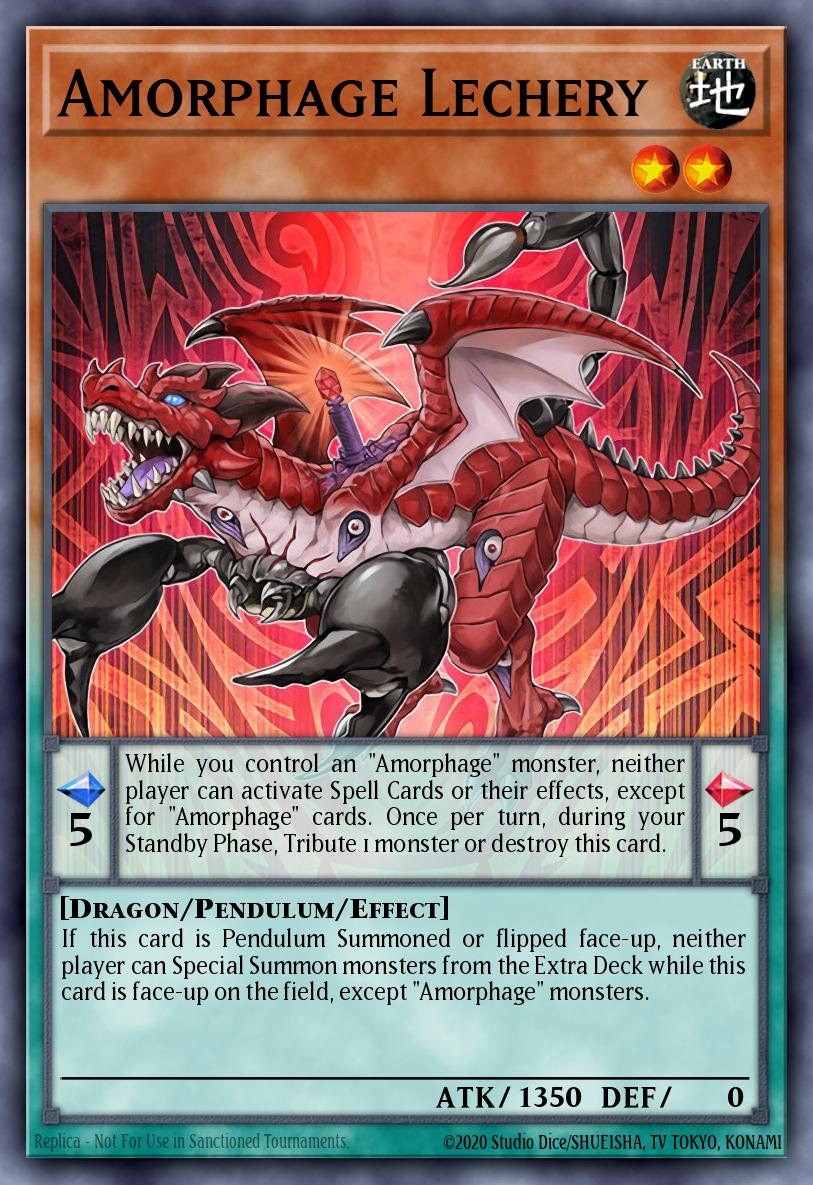 Amorphage Lechery
EARTH
地
While you control an "Amorphage" monster, neither
player can activate Spell Cards or their effects, except
for "Amorphage" cards. Once per turn, during your
Standby Phase, Tribute 1 monster or destroy this card.
5
5
[Dragon/Pendulum/Effect]
If this card is Pendulum Summoned or flipped face-up, neither
player can Special Summon monsters from the Extra Deck while this
card is face-up on the field, except "Amorphage" monsters.
ATK/ 1350 DEF/ 0
Replica - Not For Use in Sanctioned Tournaments.
©2020 Studio Dice/SHUEISHA, TV TOKYO, KONAMI